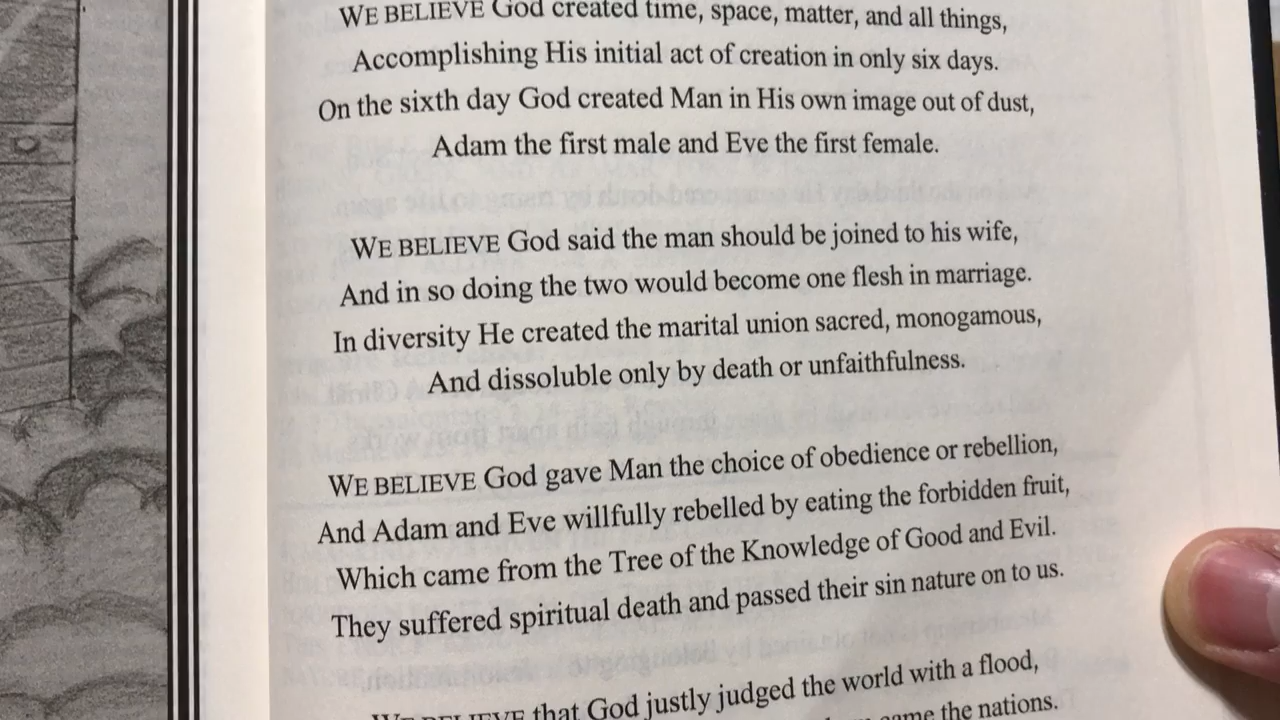 WE BELIEVE God created time, space, matter, and all things,
Accomplishing His initial act of creation in only six days.
On the sixth day God created Man in His own image out of dust,
Adam the first male and Eve the first female.
WE BELIEVE God said the man should be joined to his wife,
And in so doing the two would become one flesh in marriage.
In diversity He created the marital union sacred, monogamous,
And dissoluble only by death or unfaithfulness.
WE BELIEVE God gave Man the choice of obedience or rebellion,
And Adam and Eve willfully rebelled by eating the forbidden fruit,
Which came from the Tree of the Knowledge of Good and Evil.
They suffered spiritual death and passed their sin nature on to us.
WE BELIEVE that God justly judged the world with a flood,
came the nations.